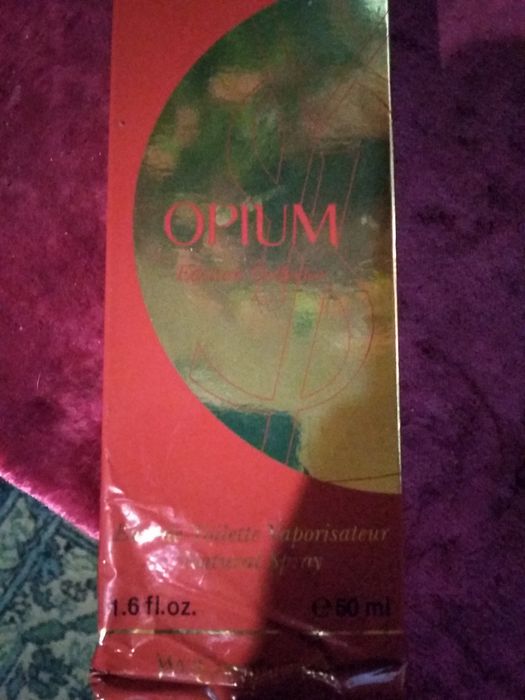 OPIUM
Eau de Toilette Vaporisateur
Natural Spray
1.6 fl.oz. ℮50 ml